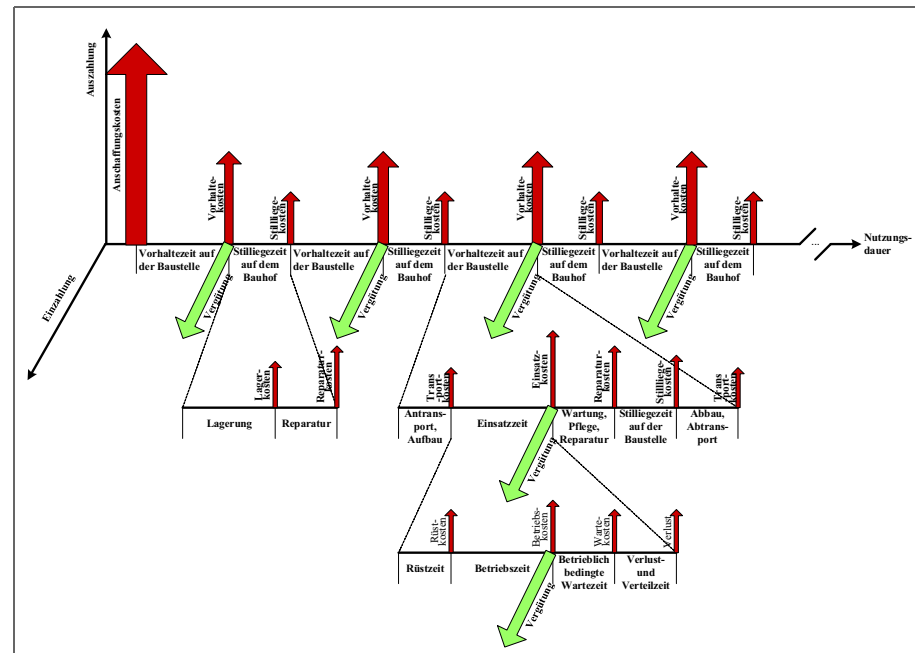 Auszahlung
Einzahlung
Anschaffungskosten
Vorhalte-
kosten
Stillliege-
kosten
Vorhalte-
kosten
Stillliege-
kosten
Vorhalte-
kosten
Stillliege-
kosten
Vorhalte-
kosten
Stillliege-
kosten
...
Nutzungs-
dauer
Vorhaltezeit auf
der Baustelle
Stilliegezeit
auf dem
Bauhof
Vorhaltezeit auf
der Baustelle
Stilliegezeit
auf dem
Bauhof
Vorhaltezeit auf
der Baustelle
Stilliegezeit
auf dem
Bauhof
Vorhaltezeit auf
der Baustelle
Stilliegezeit
auf dem
Bauhof
Vergütung
Vergütung
Vergütung
Vergütung
Lager-
kosten
Reparatur-
kosten
Lagerung
Reparatur
Trans
port-
kosten
Einsatz-
kosten
Reparatur-
kosten
Stillliege-
kosten
Trans
port-
kosten
Antrans-
port,
Aufbau
Einsatzzeit
Wartung,
Pflege,
Reparatur
Stilliegezeit
auf der
Baustelle
Abbau,
Abtrans-
port
Vergütung
Rüst-
kosten
Betriebs-
kosten
Warte-
kosten
Verlust
Rüstzeit
Betriebszeit
Betrieblich
bedingte
Wartezeit
Verlust-
und
Verteilzeit
Vergütung